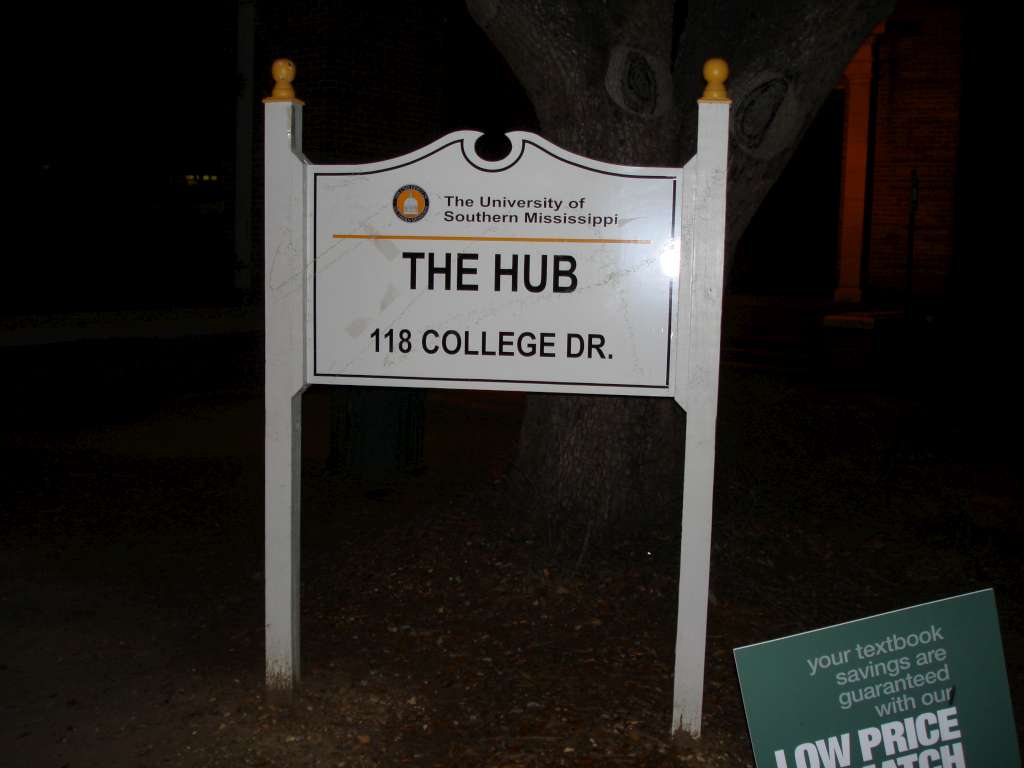 The University of
Southern Mississippi
THE HUB
118 COLLEGE DR.
your textbook
savings are
guaranteed
with our
LOW PRICE
MATCH